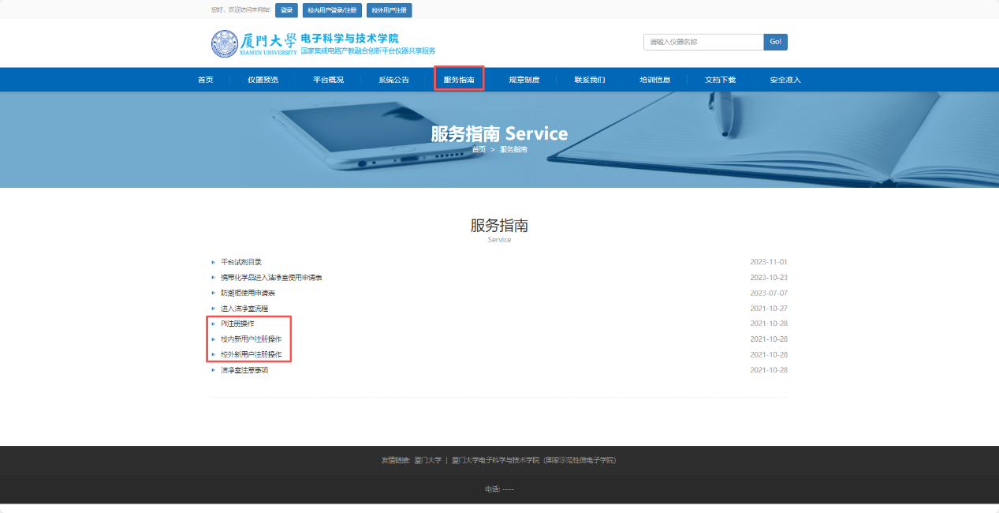 您好，欢迎访问本网站! 登录 校内用户登录/注册 校外用户注册
厦門大學 电子科学与技术学院
XIAMEN UNIVERSITY 国家集成电路产教融合创新平台仪器共享服务
请输入仪器名称 Go!
首页 仪器预览 平台概况 系统公告 服务指南 规章制度 联系我们 培训信息 文档下载 安全准入
服务指南 Service
首页 > 服务指南
服务指南
Service
平台试剂目录 2023-11-01
携带化学品进入洁净室使用申请表 2023-10-23
防潮柜使用申请表 2023-07-07
进入洁净室流程 2021-10-27
PI注册操作 2021-10-28
校内新用户注册操作 2021-10-28
校外新用户注册操作 2021-10-28
洁净室注意事项 2021-10-28
友情链接: 厦门大学 | 厦门大学电子科学与技术学院（国家示范性微电子学院）
电话: ----